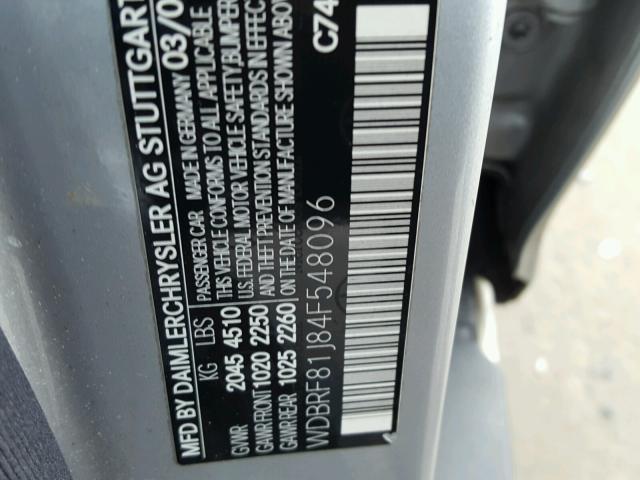 MFD BY DAIMLERCHRYSLER AG STUTTGART
PASSENGER CAR MADE IN GERMANY 03/0
KG LBS THIS VEHICLE CONFORMS TO ALL APPLICABLE
GVWR 2045 4510 U.S. FEDERAL MOTOR VEHICLE SAFETY, BUMPER
GAWR FRONT 1020 2250 AND THEFT PREVENTION STANDARDS IN EFFECT
GAWR REAR 1025 2260 ON THE DATE OF MANUFACTURE SHOWN ABOVE
WDBRF81J84F548096 C74